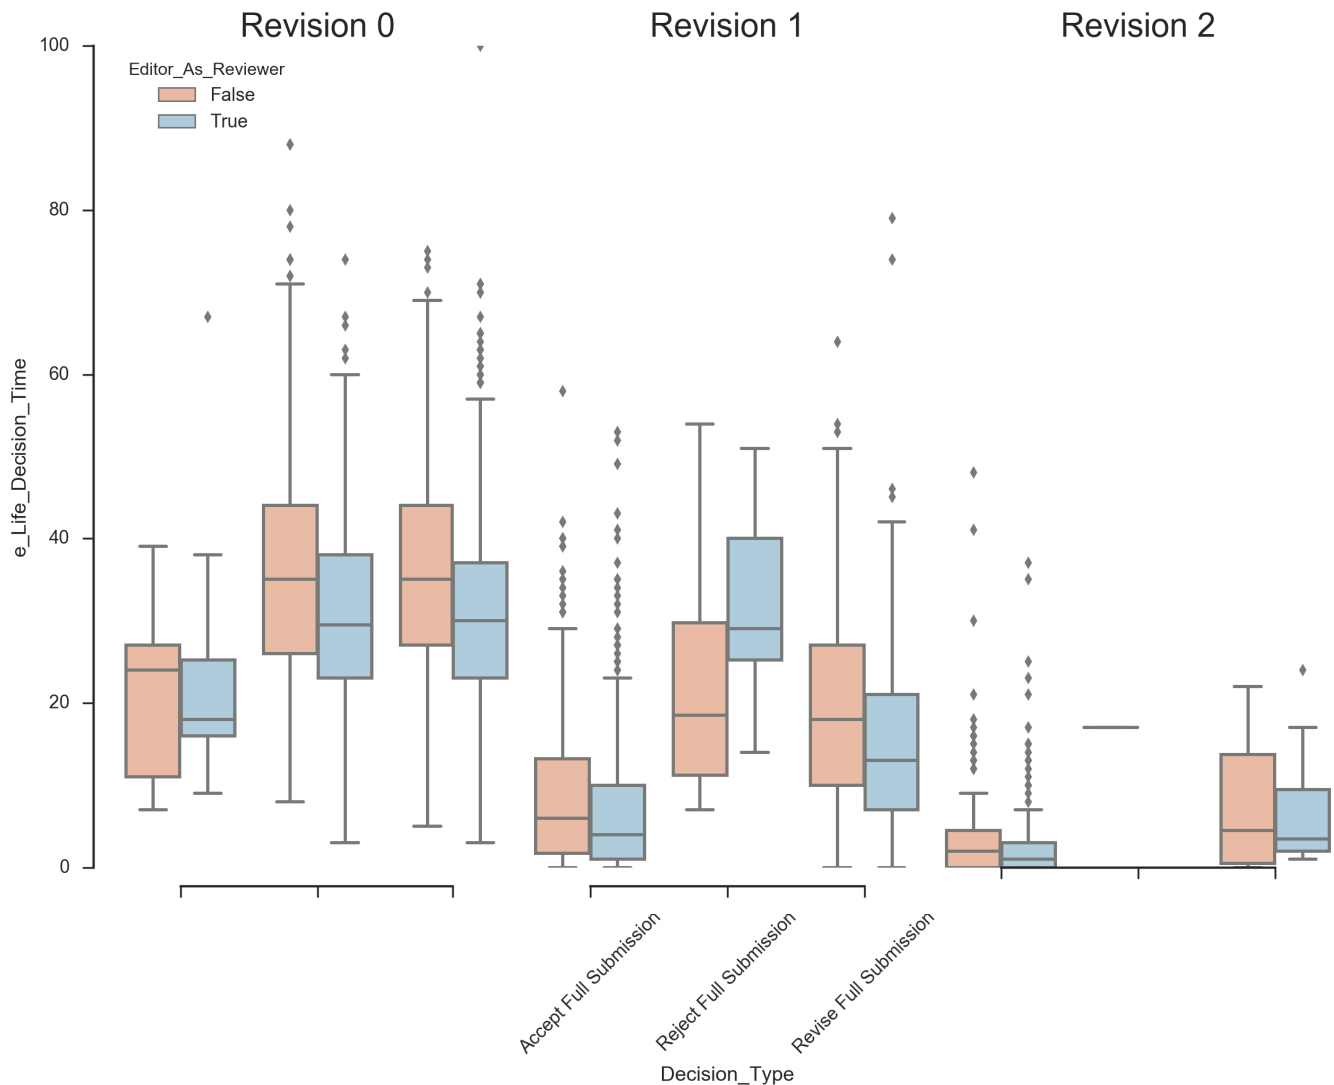 Revision 0
Revision 1
Revision 2
100
80
60
40
20
0
e_Life_Decision_Time
Editor_As_Reviewer
False
True
Accept Full Submission
Reject Full Submission
Revise Full Submission
Decision_Type